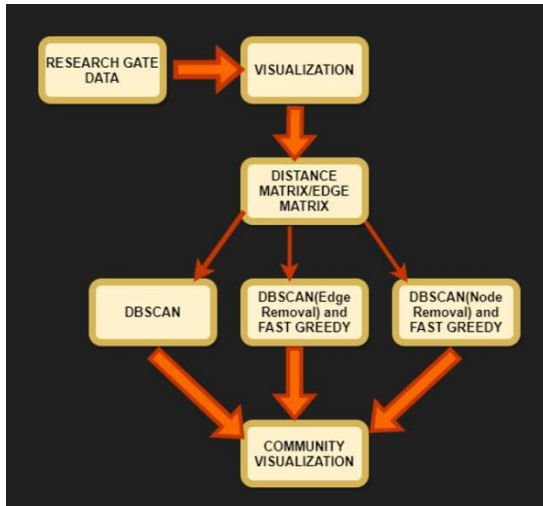 RESEARCH GATE
DATA
VISUALIZATION
DISTANCE
MATRIX/EDGE
MATRIX
DBSCAN
DBSCAN(Edge
Removal) and
FAST GREEDY
DBSCAN(Node
Removal) and
FAST GREEDY
COMMUNITY
VISUALIZATION